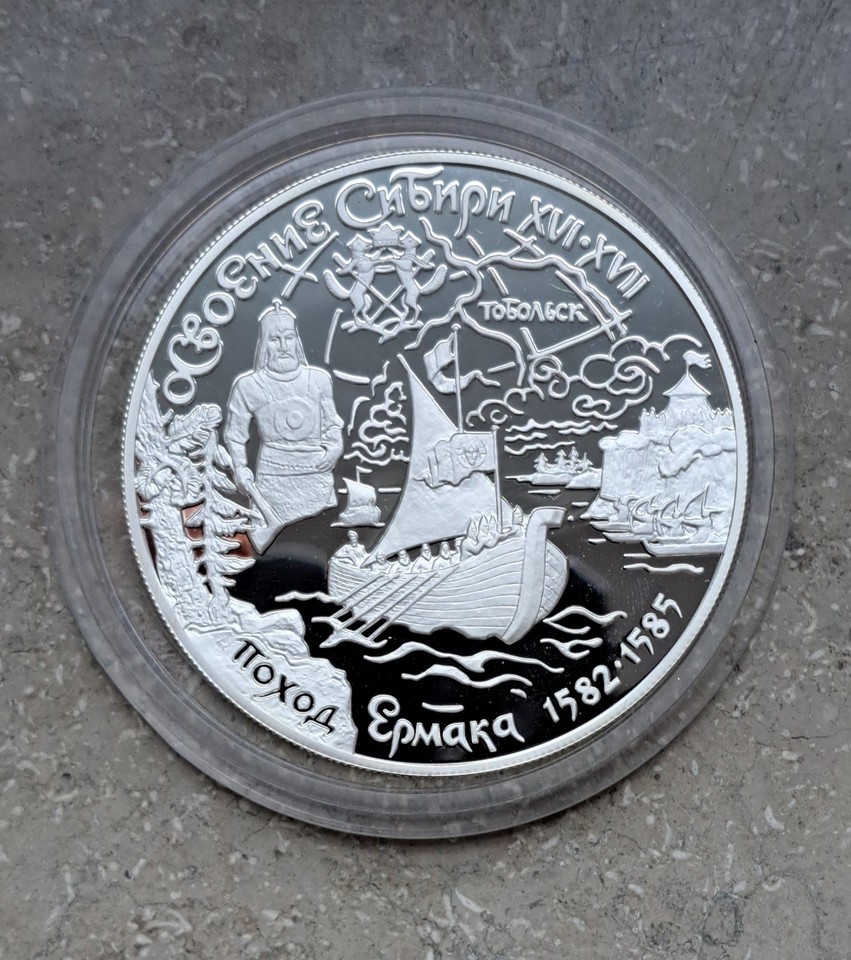 Освоение Сибири XVI·XVII
Тобольск
Поход Ермака 1582·1585